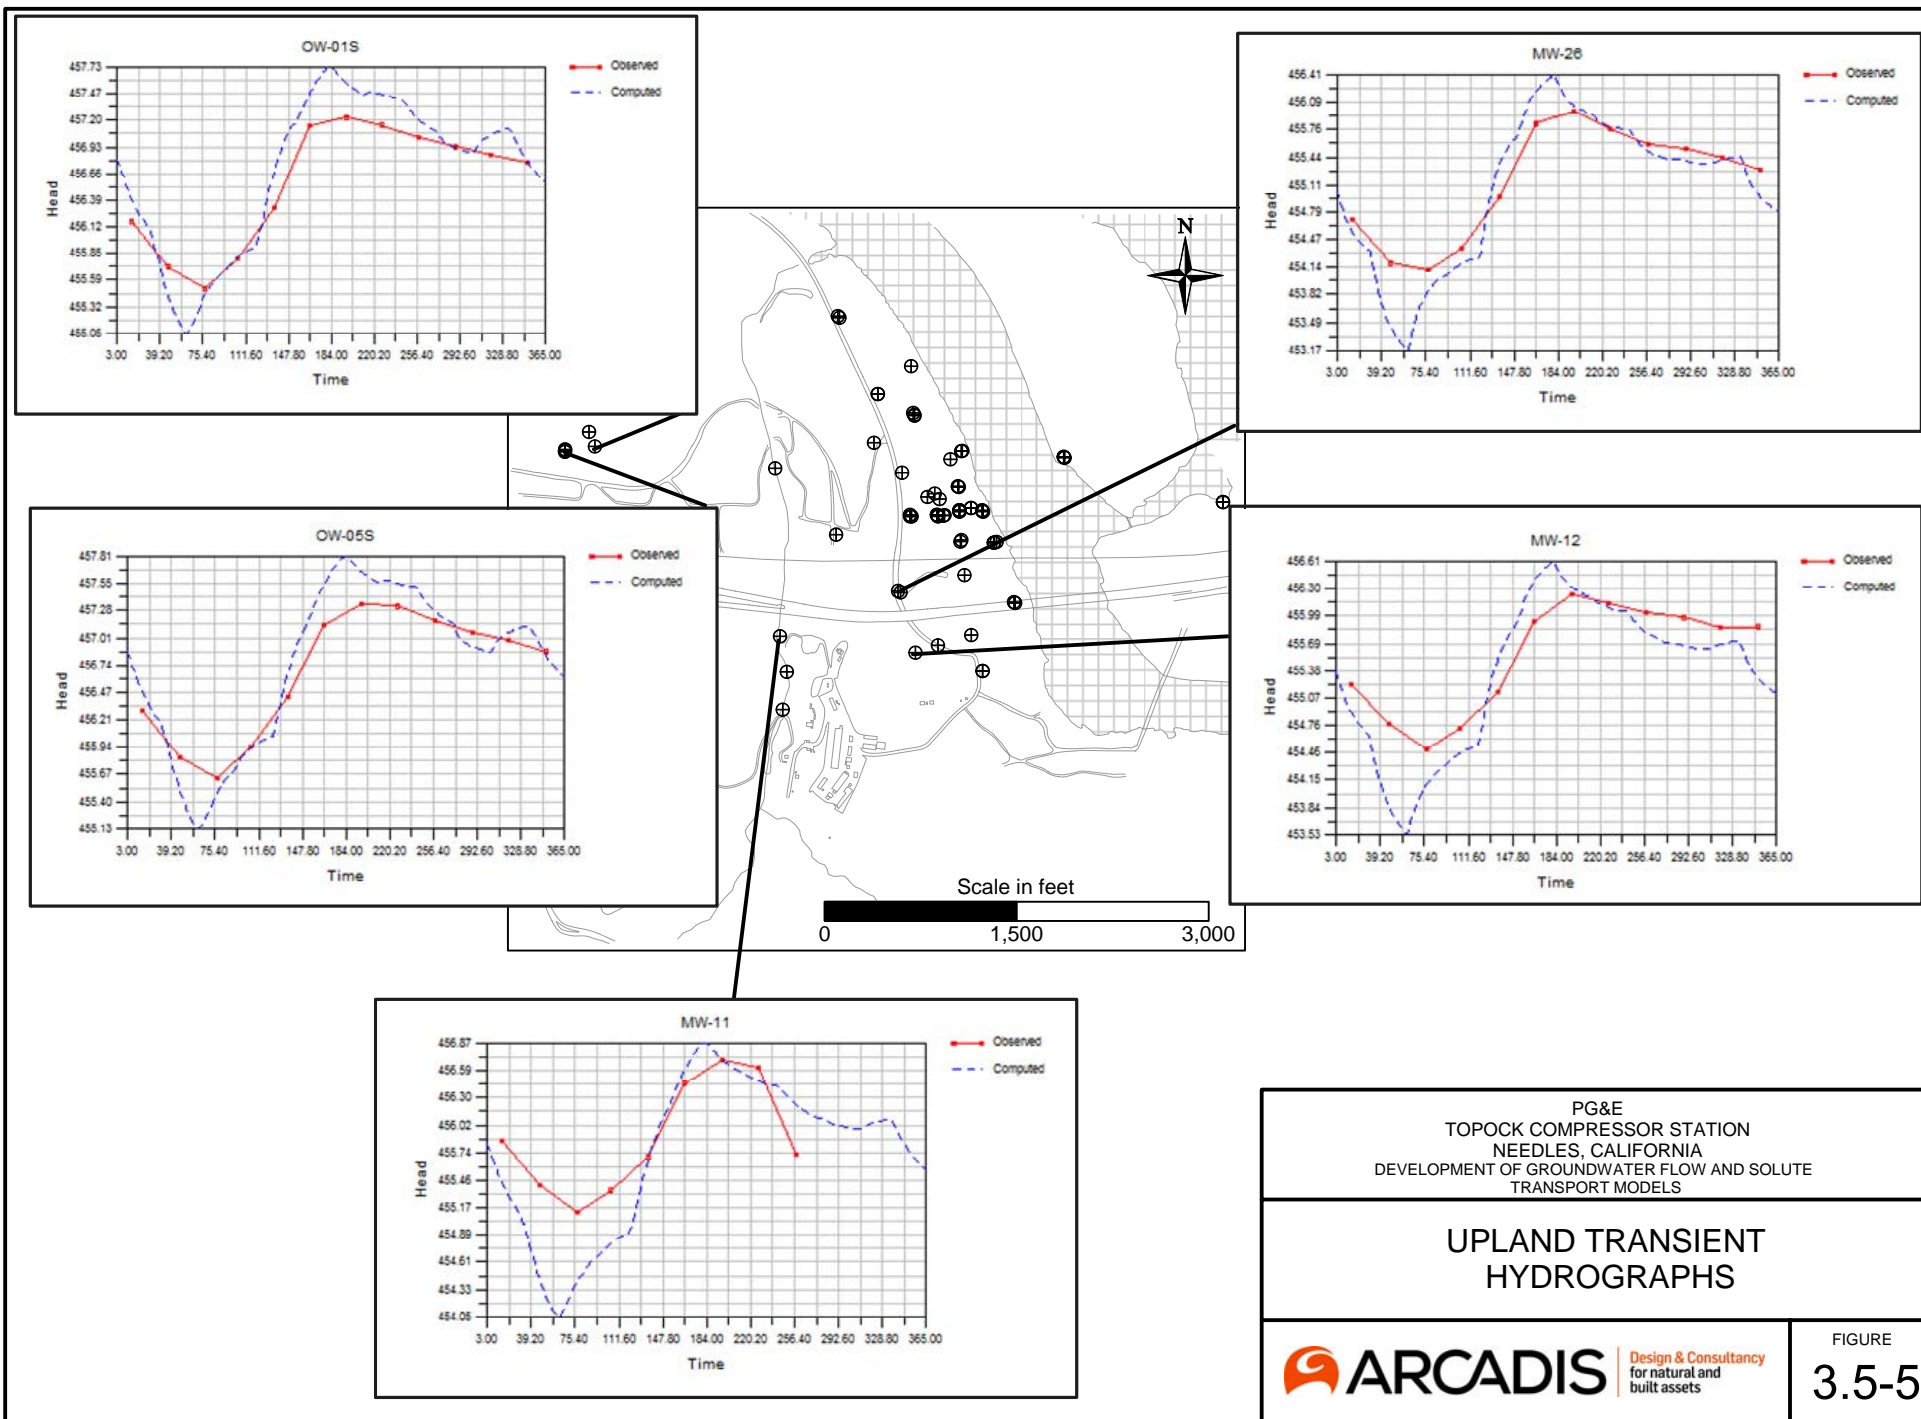 OW-01S
Observed
Computed
457.73
457.47
457.20
456.93
456.66
456.39
456.12
455.85
455.59
455.32
455.05
Head
3.00 39.20 75.40 111.60 147.80 184.00 220.20 256.40 292.60 328.80 365.00
Time
MW-26
Observed
Computed
456.41
456.09
455.76
455.44
455.11
454.79
454.47
454.14
453.82
453.49
453.17
Head
3.00 39.20 75.40 111.60 147.80 184.00 220.20 256.40 292.60 328.80 365.00
Time
N
OW-05S
Observed
Computed
457.81
457.55
457.28
457.01
456.74
456.47
456.21
455.94
455.67
455.40
455.13
Head
3.00 39.20 75.40 111.60 147.80 184.00 220.20 256.40 292.60 328.80 365.00
Time
MW-12
Observed
Computed
456.61
456.30
455.99
455.69
455.38
455.07
454.76
454.46
454.15
453.84
453.53
Head
3.00 39.20 75.40 111.60 147.80 184.00 220.20 256.40 292.60 328.80 365.00
Time
Scale in feet
0 1,500 3,000
MW-11
Observed
Computed
456.87
456.59
456.30
456.02
455.74
455.46
455.17
454.89
454.61
454.33
454.05
Head
3.00 39.20 75.40 111.60 147.80 184.00 220.20 256.40 292.60 328.80 365.00
Time
PG&E
TOPOCK COMPRESSOR STATION
NEEDLES, CALIFORNIA
DEVELOPMENT OF GROUNDWATER FLOW AND SOLUTE
TRANSPORT MODELS
UPLAND TRANSIENT
HYDROGRAPHS
ARCADIS
Design & Consultancy
for natural and
built assets
FIGURE
3.5-5